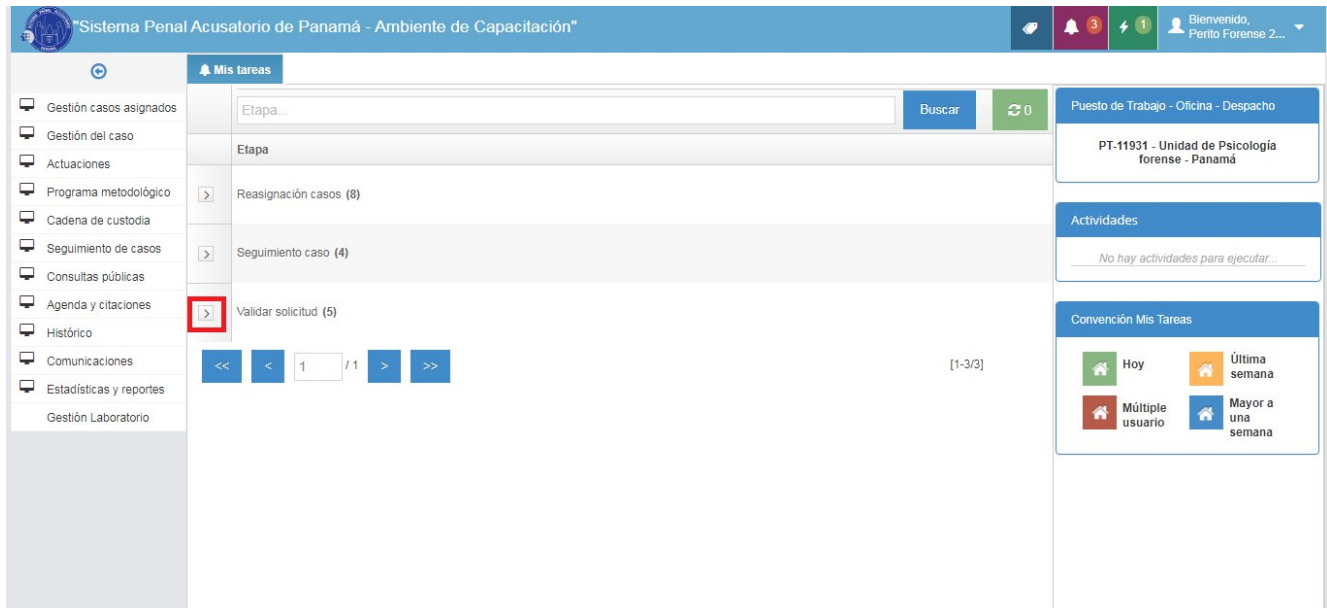 "Sistema Penal Acusatorio de Panamá - Ambiente de Capacitación"
3
1
Bienvenido,
Perito Forense 2...
Mis tareas
Gestión casos asignados
Gestión del caso
Actuaciones
Programa metodológico
Cadena de custodia
Seguimiento de casos
Consultas públicas
Agenda y citaciones
Histórico
Comunicaciones
Estadísticas y reportes
Gestión Laboratorio
Etapa...
Buscar
0
Etapa
> Reasignación casos (8)
> Seguimiento caso (4)
> Validar solicitud (5)
<< < 1 / 1 > >> [1-3/3]
Puesto de Trabajo - Oficina - Despacho
PT-11931 - Unidad de Psicología
forense - Panamá
Actividades
No hay actividades para ejecutar...
Convención Mis Tareas
Hoy
Última
semana
Múltiple
usuario
Mayor a
una
semana